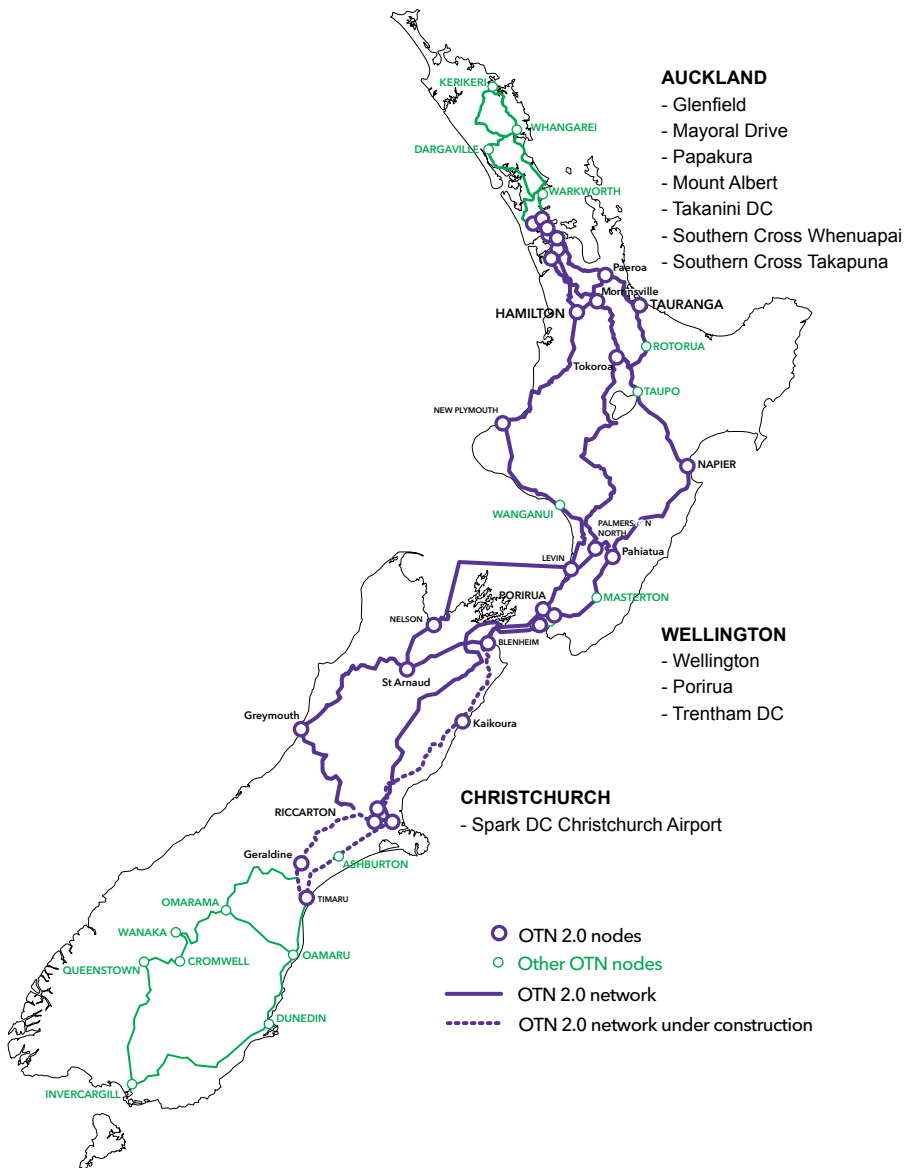 AUCKLAND
- Glenfield
- Mayoral Drive
- Papakura
- Mount Albert
- Takanini DC
- Southern Cross Whenuapai
- Southern Cross Takapuna
KERIKERI
WHANGAREI
DARGAVILLE
WARKWORTH
Paeroa
Morrinsville
HAMILTON
TAURANGA
ROTORUA
Tokoroa
TAUPO
NEW PLYMOUTH
NAPIER
WANGANUI
NORTH
Pahiatua
LEVIN
MASTERTON
PORIRUA
NELSON
BLENHEIM
WELLINGTON
- Wellington
- Porirua
- Trentham DC
St Arnaud
Greymouth
Kaikoura
CHRISTCHURCH
- Spark DC Christchurch Airport
RICCARTON
Geraldine
ASHBURTON
TIMARU
OMARAMA
WANAKA
CROMWELL
QUEENSTOWN
OAMARU
DUNEDIN
INVERCARGILL
OTN 2.0 nodes
Other OTN nodes
OTN 2.0 network
OTN 2.0 network under construction